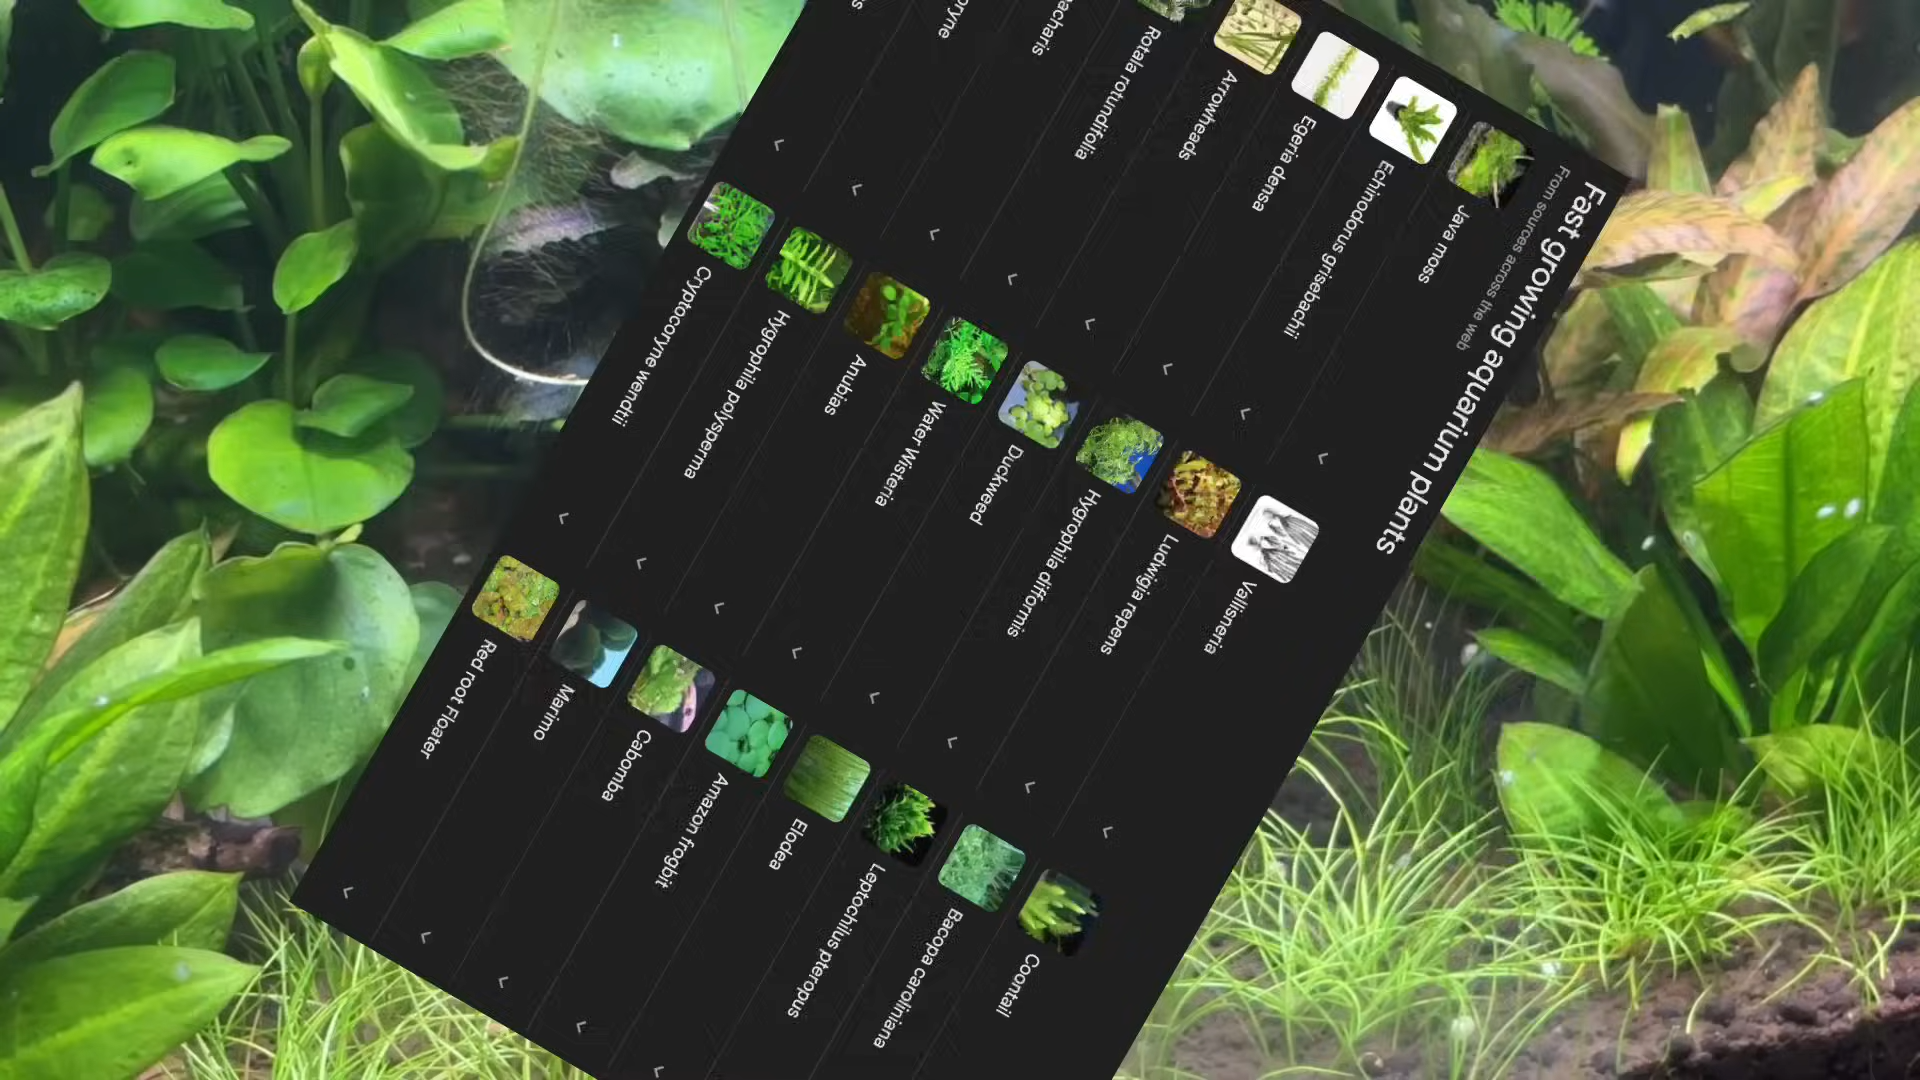 Fast growing aquarium plants
From sources across the web
Java moss
Vallisneria
Coontail
Echinodorus grisebachii
Ludwigia repens
Bacopa caroliniana
Egeria densa
Hygrophila difformis
Leptochilus pteropus
Arrowheads
Duckweed
Elodea
Rotala rotundifolia
Water Wisteria
Amazon frogbit
Anubias
Cabomba
Hygrophila polysperma
Marimo
Cryptocoryne wendtii
Red root Floater